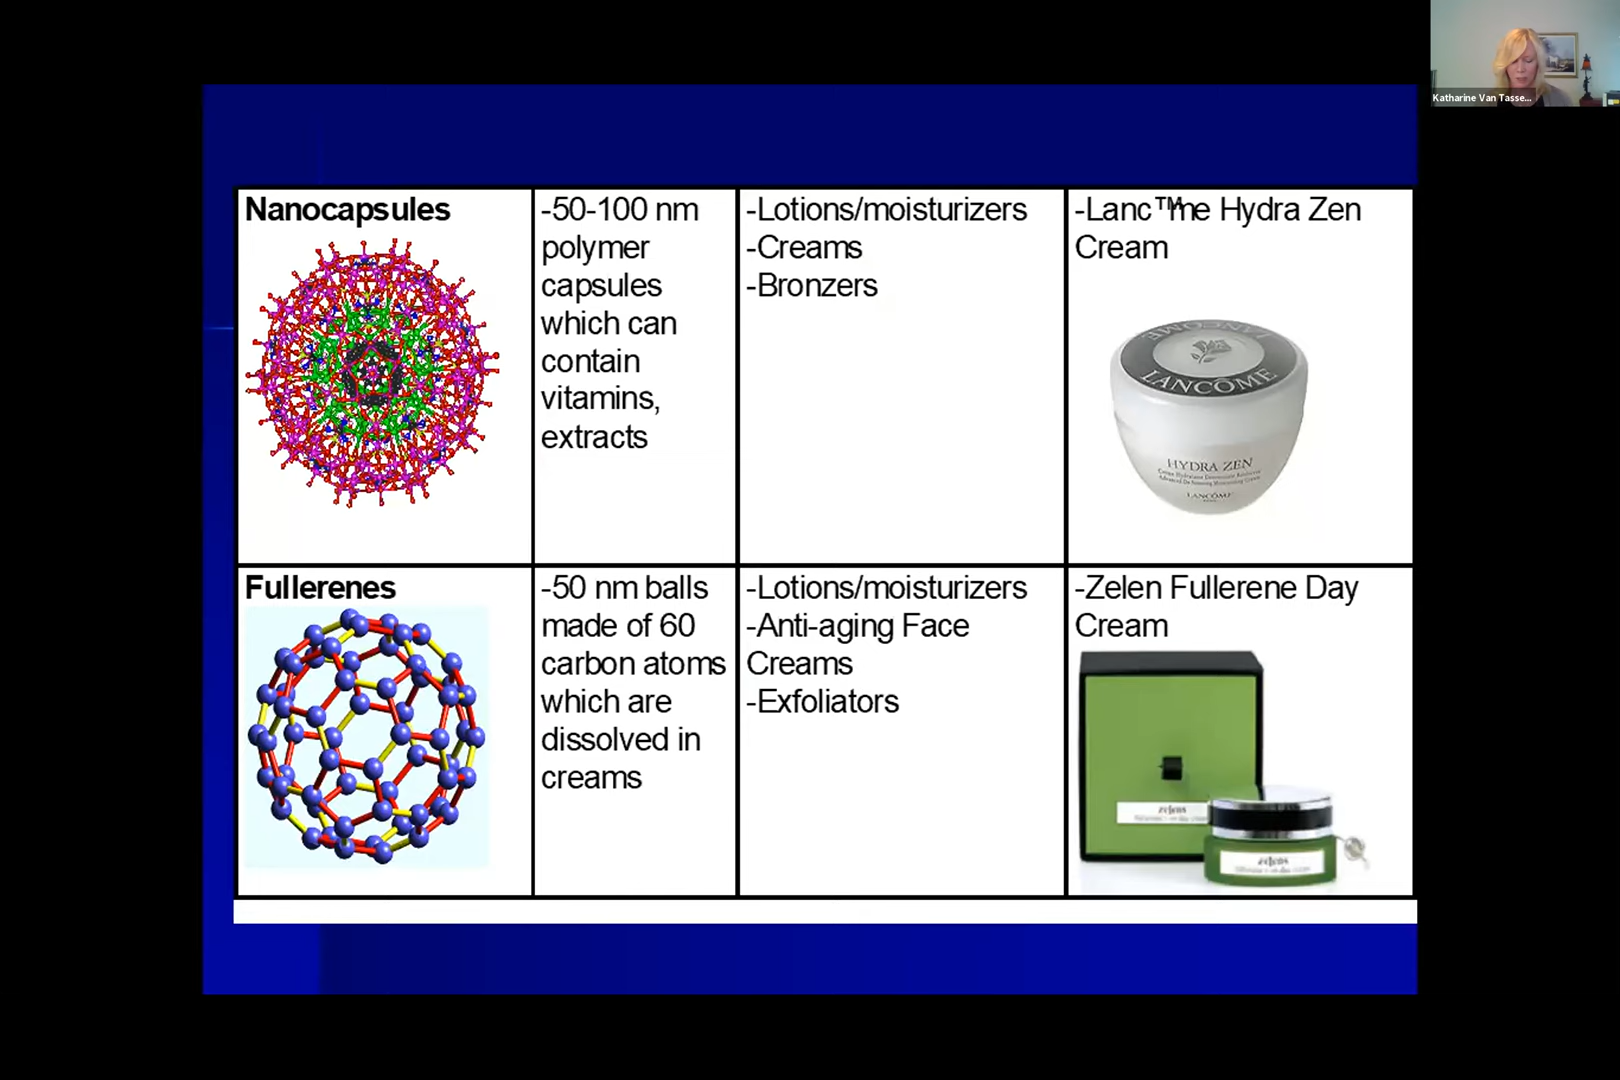 Katharine Van Tasse...
Nanocapsules
-50-100 nm
polymer
capsules
which can
contain
vitamins,
extracts
-Lotions/moisturizers
-Creams
-Bronzers
-Lanc™me Hydra Zen
Cream
LANCOME
LANCÔME
HYDRA ZEN
LANCÔME
Fullerenes
-50 nm balls
made of 60
carbon atoms
which are
dissolved in
creams
-Lotions/moisturizers
-Anti-aging Face
Creams
-Exfoliators
-Zelen Fullerene Day
Cream
zelens
zelens